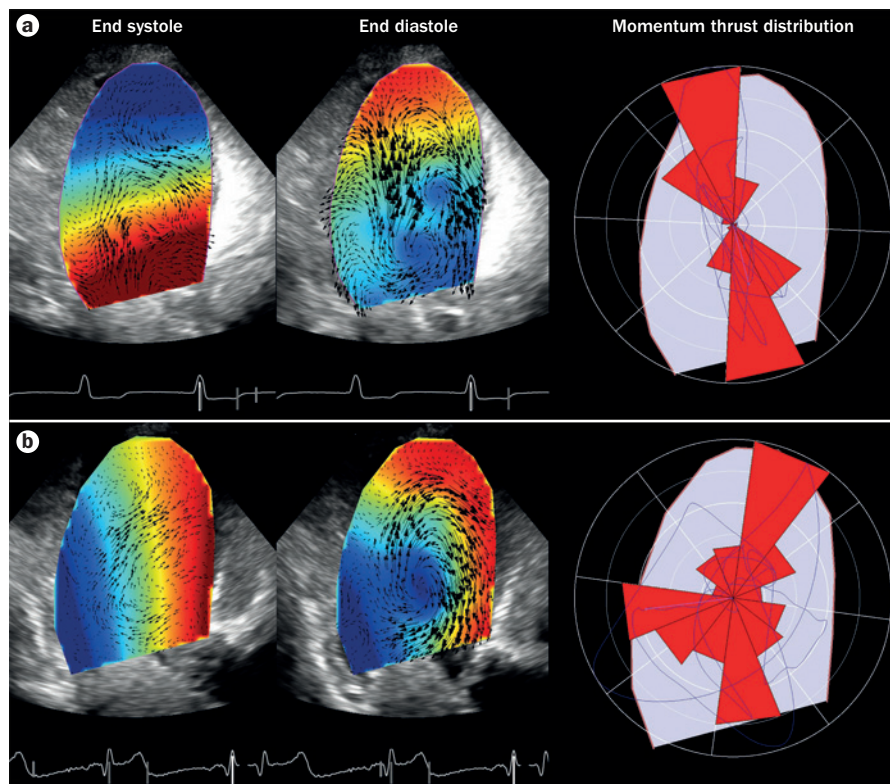 a
End systole
End diastole
Momentum thrust distribution
b